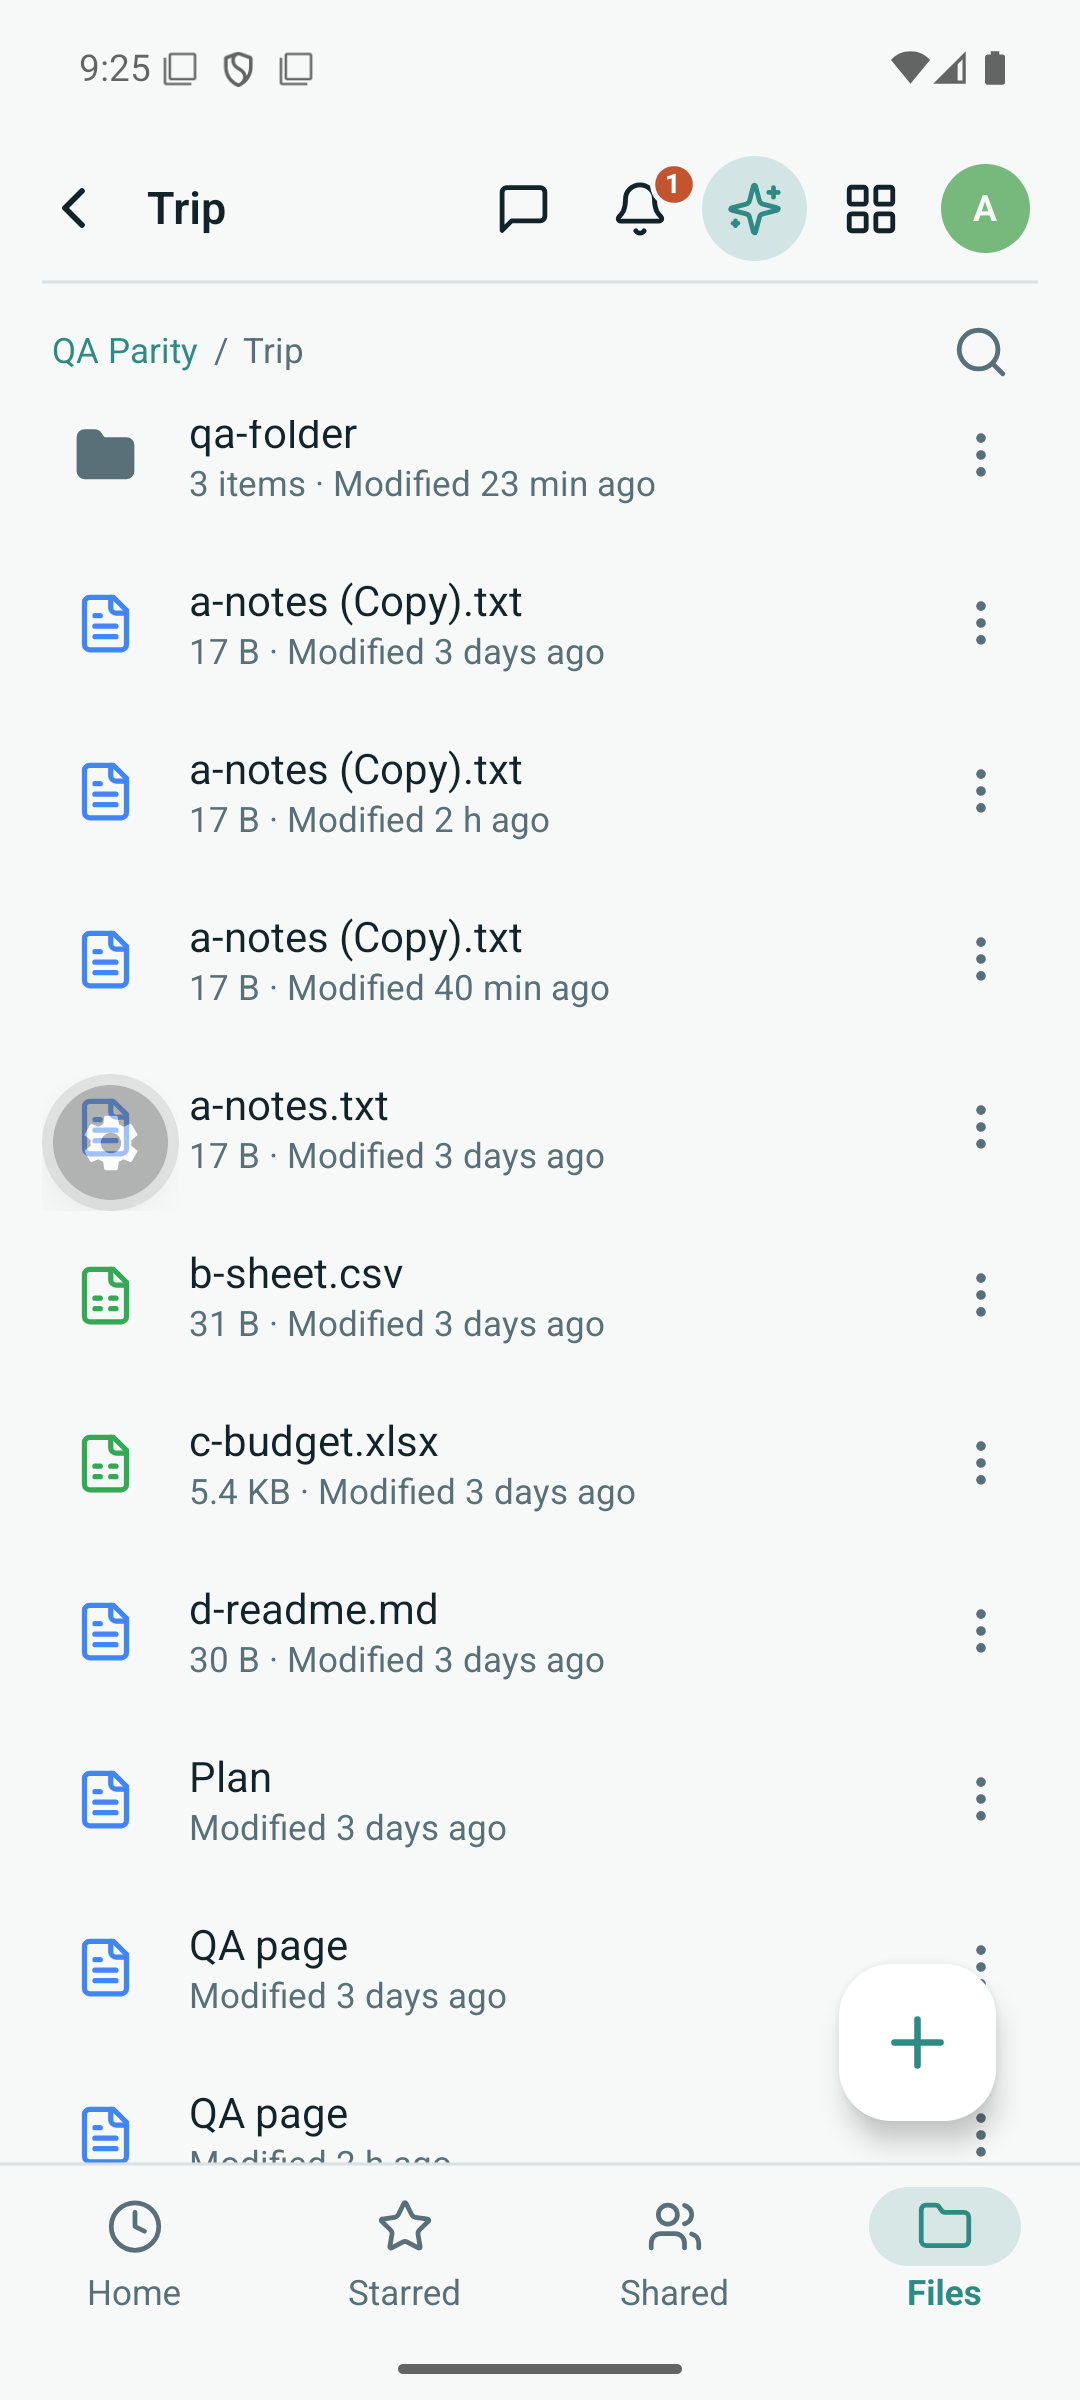 9:25
Trip
1
A
QA Parity / Trip
qa-folder
3 items · Modified 23 min ago
a-notes (Copy).txt
17 B · Modified 3 days ago
a-notes (Copy).txt
17 B · Modified 2 h ago
a-notes (Copy).txt
17 B · Modified 40 min ago
a-notes.txt
17 B · Modified 3 days ago
b-sheet.csv
31 B · Modified 3 days ago
c-budget.xlsx
5.4 KB · Modified 3 days ago
d-readme.md
30 B · Modified 3 days ago
Plan
Modified 3 days ago
QA page
Modified 3 days ago
QA page
Modified 2 h ago
Home
Starred
Shared
Files